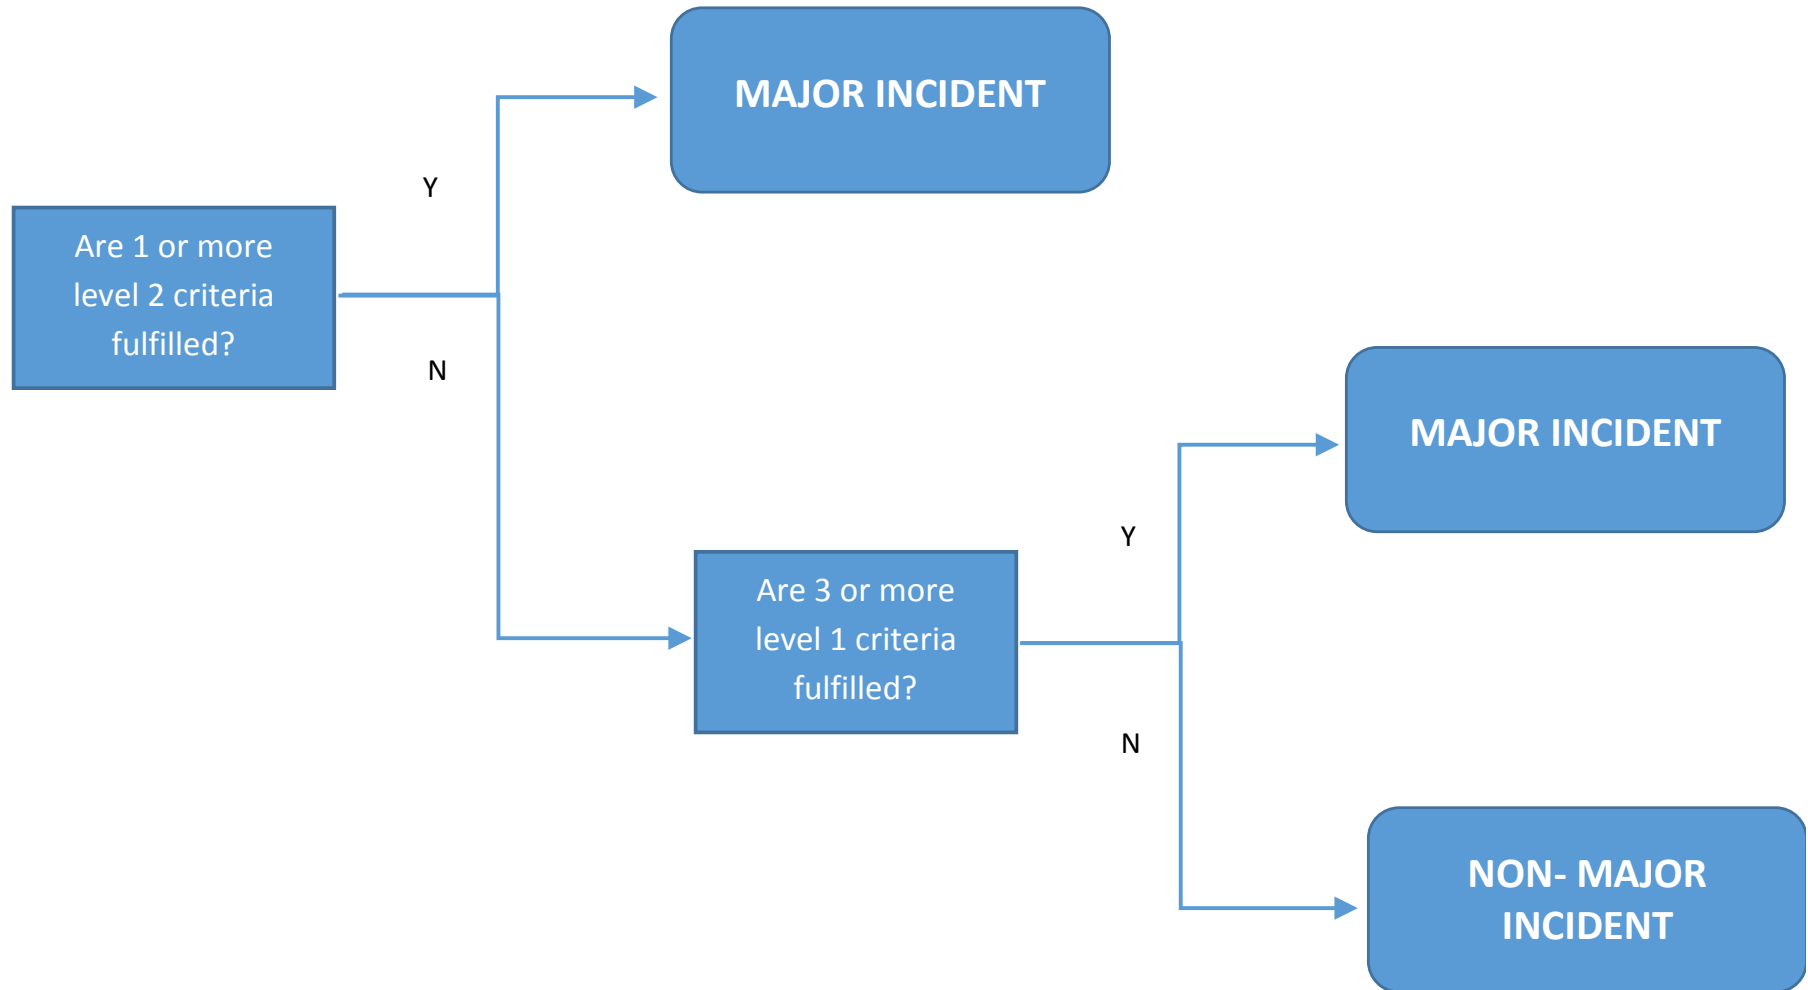 MAJOR INCIDENT
Y
Are 1 or more
level 2 criteria
fulfilled?
N
MAJOR INCIDENT
Y
Are 3 or more
level 1 criteria
fulfilled?
N
NON- MAJOR
INCIDENT